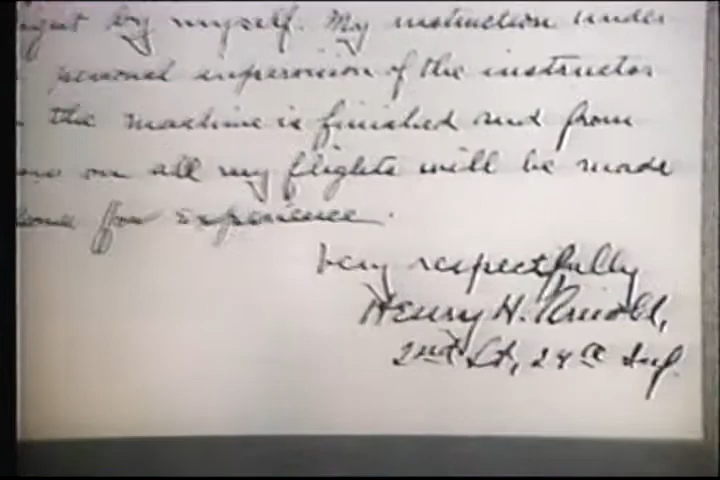 by myself. My instruction under
personal supervision of the instructor
the machine is finished and from
on all my flights will be made
for experience.
Very respectfully
Henry H. Arnold,
2nd Lt, 29th Inf.